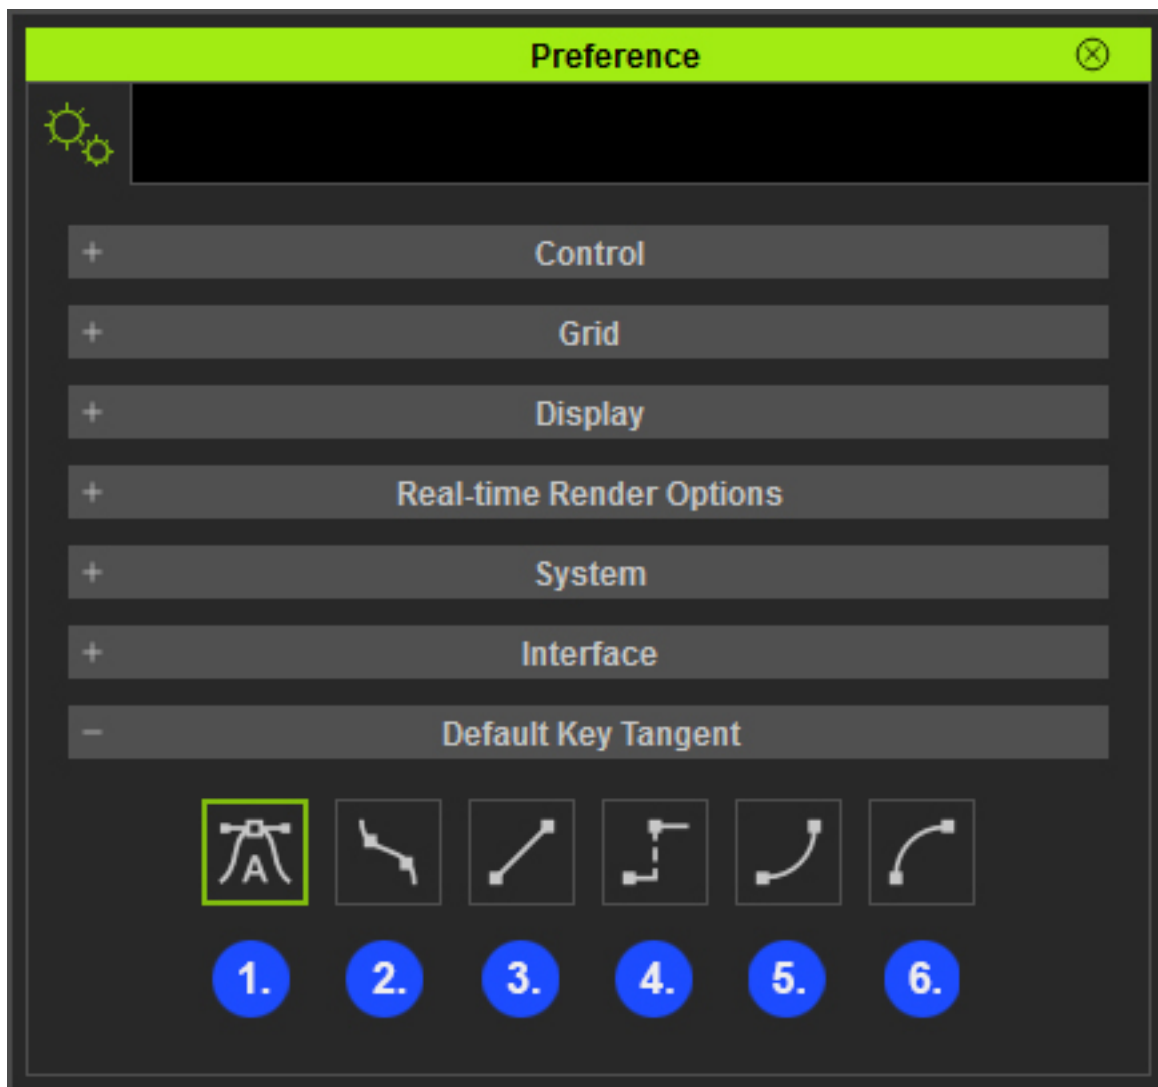 Preference
+ Control
+ Grid
+ Display
+ Real-time Render Options
+ System
+ Interface
− Default Key Tangent
A
1. 2. 3. 4. 5. 6.